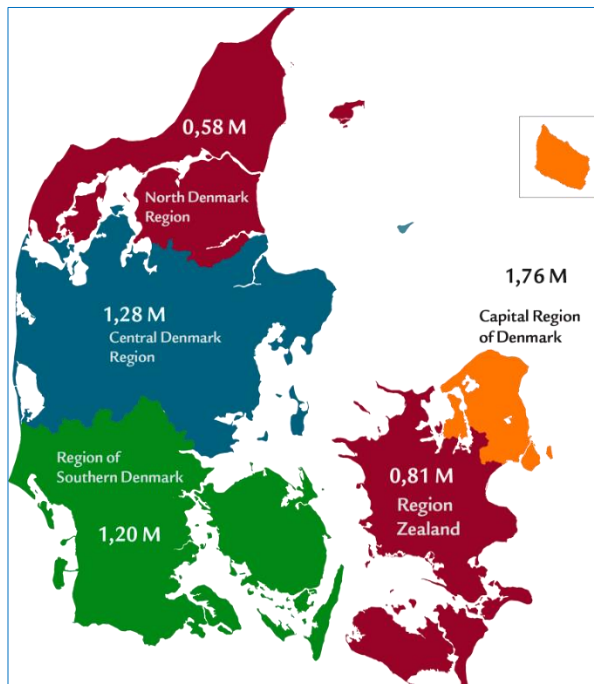 0,58 M
North Denmark
Region
1,76 M
1,28 M
Central Denmark
Region
Capital Region
of Denmark
Region of
Southern Denmark
1,20 M
0,81 M
Region
Zealand